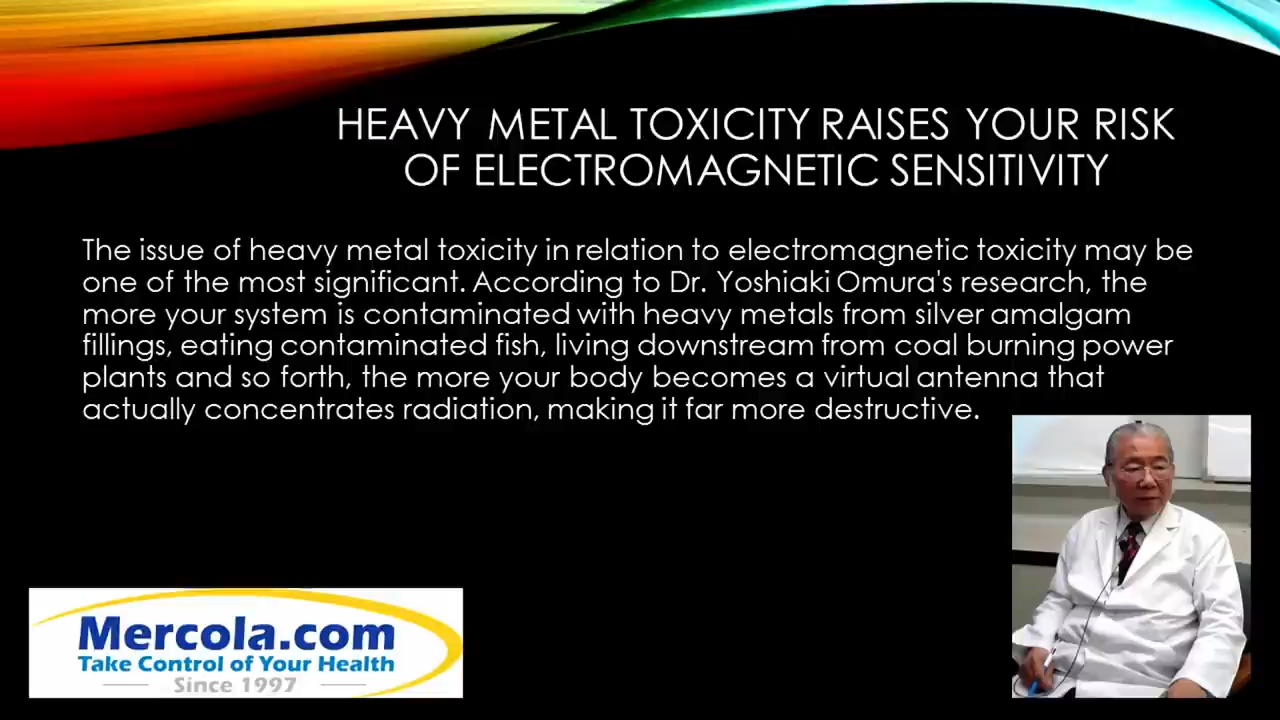 HEAVY METAL TOXICITY RAISES YOUR RISK
OF ELECTROMAGNETIC SENSITIVITY
The issue of heavy metal toxicity in relation to electromagnetic toxicity may be
one of the most significant. According to Dr. Yoshiaki Omura's research, the
more your system is contaminated with heavy metals from silver amalgam
fillings, eating contaminated fish, living downstream from coal burning power
plants and so forth, the more your body becomes a virtual antenna that
actually concentrates radiation, making it far more destructive.
Mercola.com
Take Control of Your Health
Since 1997